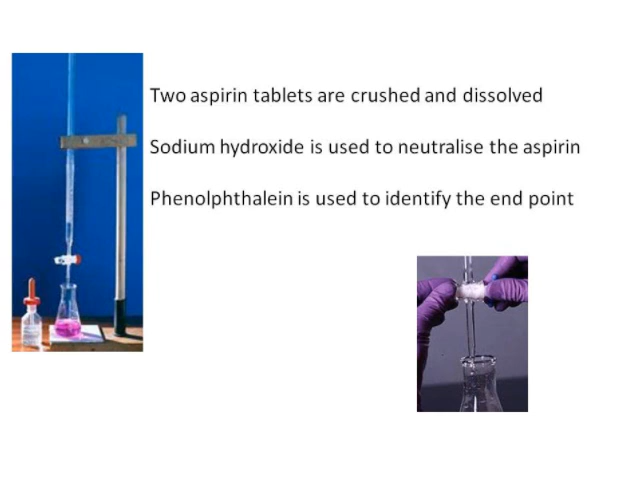 Two aspirin tablets are crushed and dissolved
Sodium hydroxide is used to neutralise the aspirin
Phenolphthalein is used to identify the end point